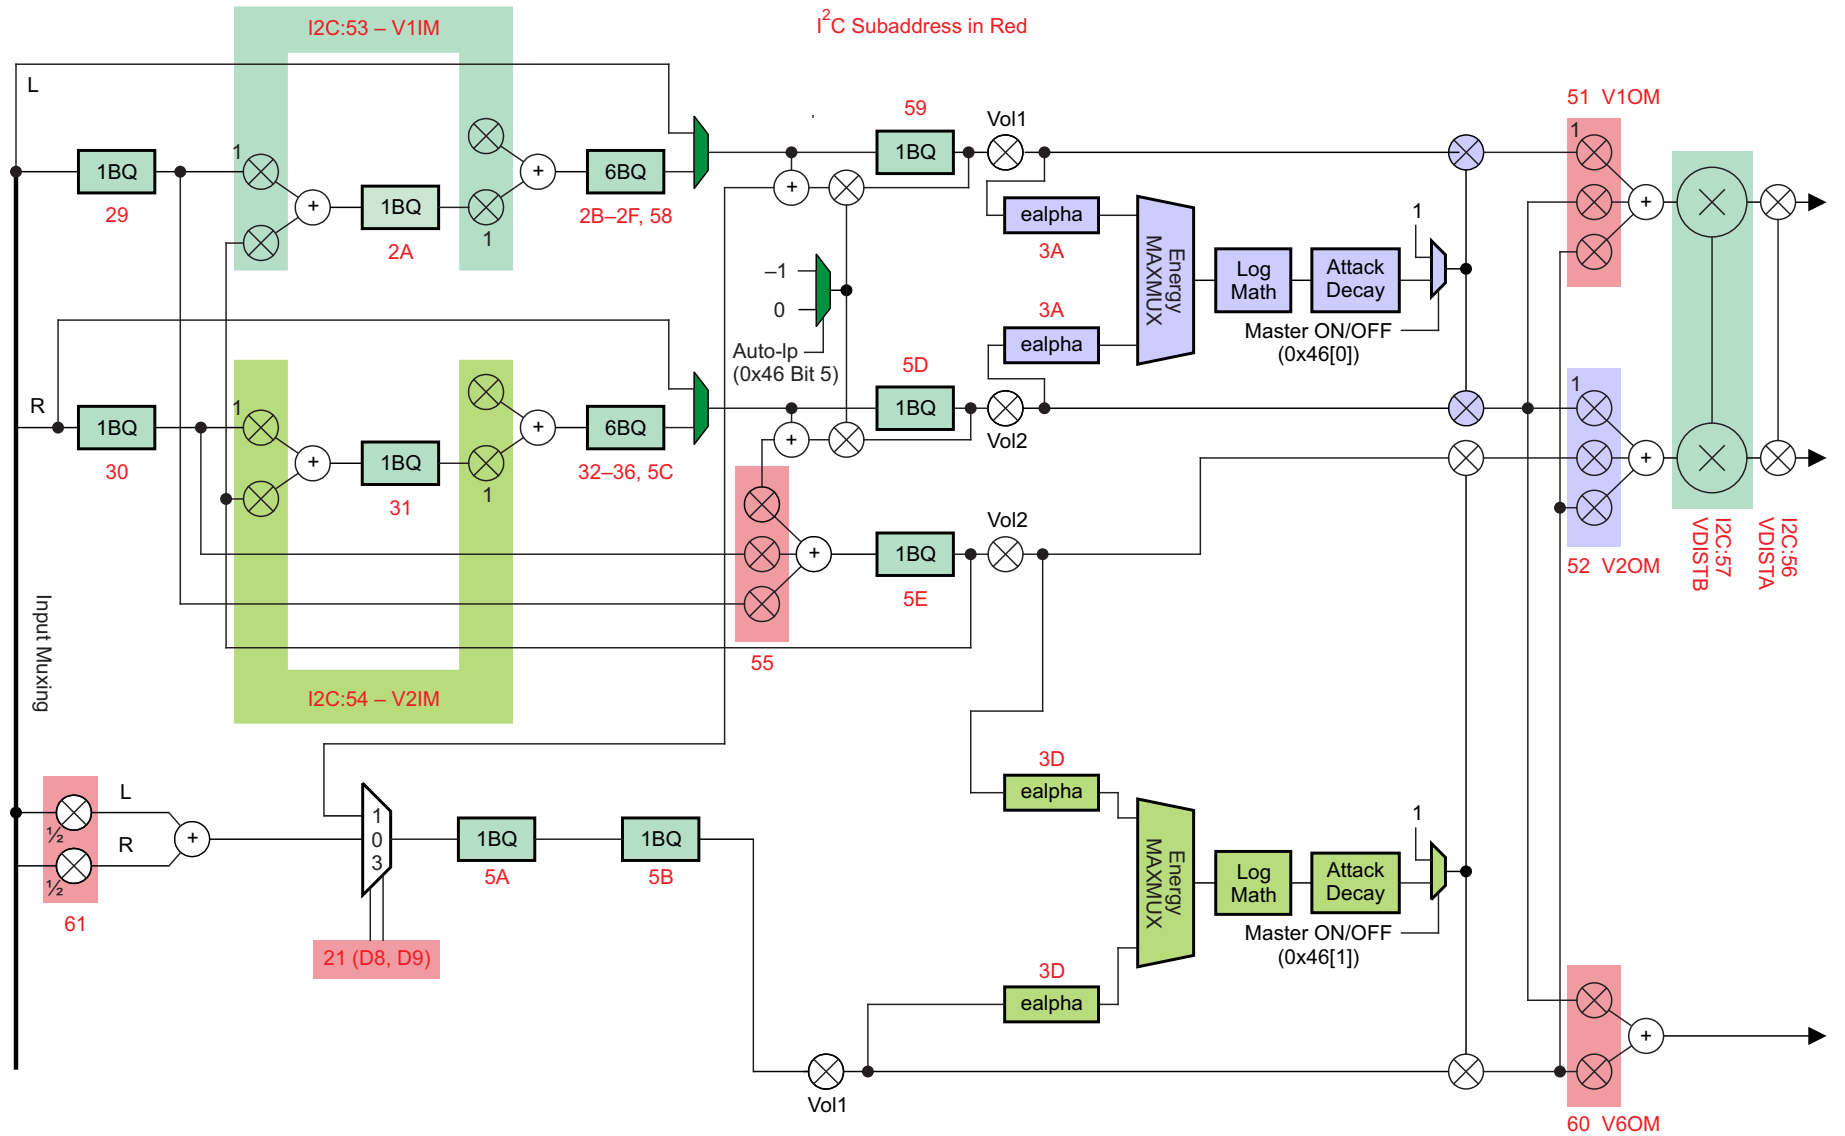 I2C:53 – V1IM
I2C Subaddress in Red
L
1BQ
29
1
1
+
1BQ
2A
+
6BQ
2B–2F, 58
+
59
1BQ
Vol1
ealpha
3A
3A
ealpha
Energy
MAXMUX
Log
Math
Attack
Decay
1
Master ON/OFF
(0x46[0])
51 V1OM
1
+
–1
0
Auto-lp
(0x46 Bit 5)
R
1BQ
30
1
1
+
1BQ
31
+
6BQ
32–36, 5C
+
5D
1BQ
Vol2
1
+
52 V2OM
I2C:57
VDISTB
I2C:56
VDISTA
+
1BQ
5E
Vol2
55
I2C:54 – V2IM
Input Muxing
L
R
½
½
61
+
1
0
3
21 (D8, D9)
1BQ
5A
1BQ
5B
Vol1
3D
ealpha
3D
ealpha
Energy
MAXMUX
Log
Math
Attack
Decay
1
Master ON/OFF
(0x46[1])
+
60 V6OM